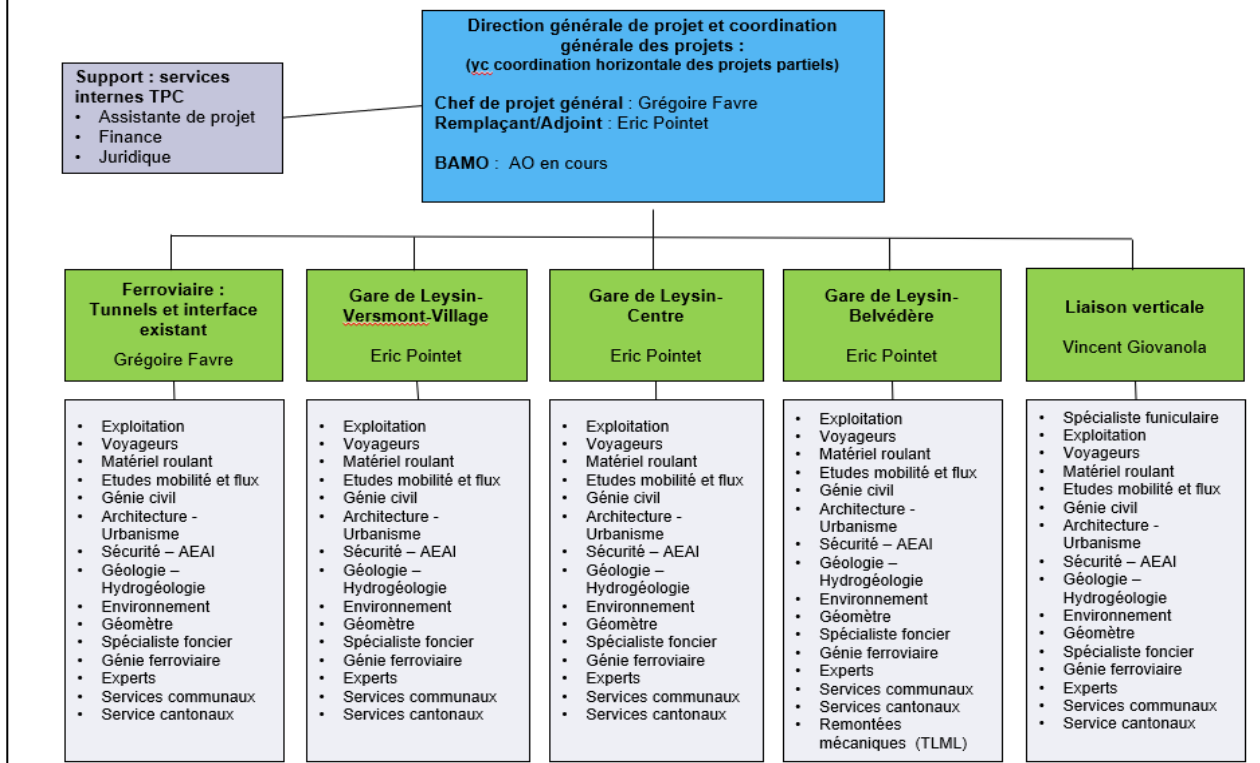 Direction générale de projet et coordination
générale des projets :
(yc coordination horizontale des projets partiels)
Chef de projet général : Grégoire Favre
Remplaçant/Adjoint : Eric Pointet
BAMO : AO en cours
Support : services
internes TPC
• Assistante de projet
• Finance
• Juridique
Ferroviaire :
Tunnels et interface
existant
Grégoire Favre
• Exploitation
• Voyageurs
• Matériel roulant
• Etudes mobilité et flux
• Génie civil
• Architecture -
Urbanisme
• Sécurité – AEAI
• Géologie –
Hydrogéologie
• Environnement
• Géomètre
• Spécialiste foncier
• Génie ferroviaire
• Experts
• Services communaux
• Service cantonaux
Gare de Leysin-
Versmont-Village
Eric Pointet
• Exploitation
• Voyageurs
• Matériel roulant
• Etudes mobilité et flux
• Génie civil
• Architecture -
Urbanisme
• Sécurité – AEAI
• Géologie –
Hydrogéologie
• Environnement
• Géomètre
• Spécialiste foncier
• Génie ferroviaire
• Experts
• Services communaux
• Services cantonaux
Gare de Leysin-
Centre
Eric Pointet
• Exploitation
• Voyageurs
• Matériel roulant
• Etudes mobilité et flux
• Génie civil
• Architecture -
Urbanisme
• Sécurité – AEAI
• Géologie –
Hydrogéologie
• Environnement
• Géomètre
• Spécialiste foncier
• Génie ferroviaire
• Experts
• Services communaux
• Services cantonaux
Gare de Leysin-
Belvédère
Eric Pointet
• Exploitation
• Voyageurs
• Matériel roulant
• Etudes mobilité et flux
• Génie civil
• Architecture -
Urbanisme
• Sécurité – AEAI
• Géologie –
Hydrogéologie
• Environnement
• Géomètre
• Spécialiste foncier
• Génie ferroviaire
• Experts
• Services communaux
• Services cantonaux
• Remontées
mécaniques (TLML)
Liaison verticale
Vincent Giovanola
• Spécialiste funiculaire
• Exploitation
• Voyageurs
• Matériel roulant
• Etudes mobilité et flux
• Génie civil
• Architecture -
Urbanisme
• Sécurité – AEAI
• Géologie –
Hydrogéologie
• Environnement
• Géomètre
• Spécialiste foncier
• Génie ferroviaire
• Experts
• Services communaux
• Service cantonaux